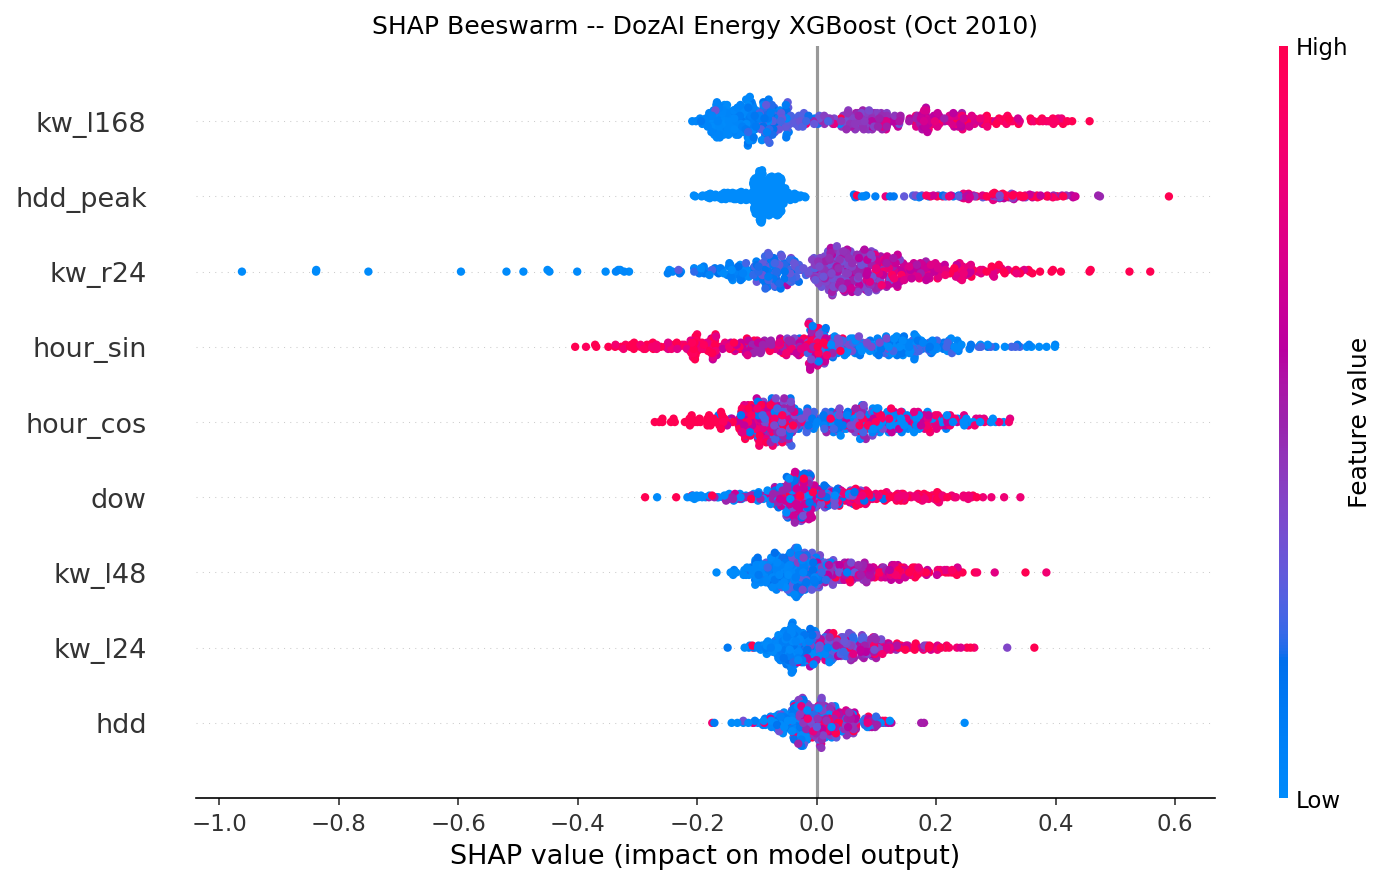 SHAP Beeswarm -- DozAI Energy XGBoost (Oct 2010)
High
kw_l168
hdd_peak
kw_r24
hour_sin
hour_cos
dow
kw_l48
kw_l24
hdd
Feature value
Low
−1.0 −0.8 −0.6 −0.4 −0.2 0.0 0.2 0.4 0.6
SHAP value (impact on model output)